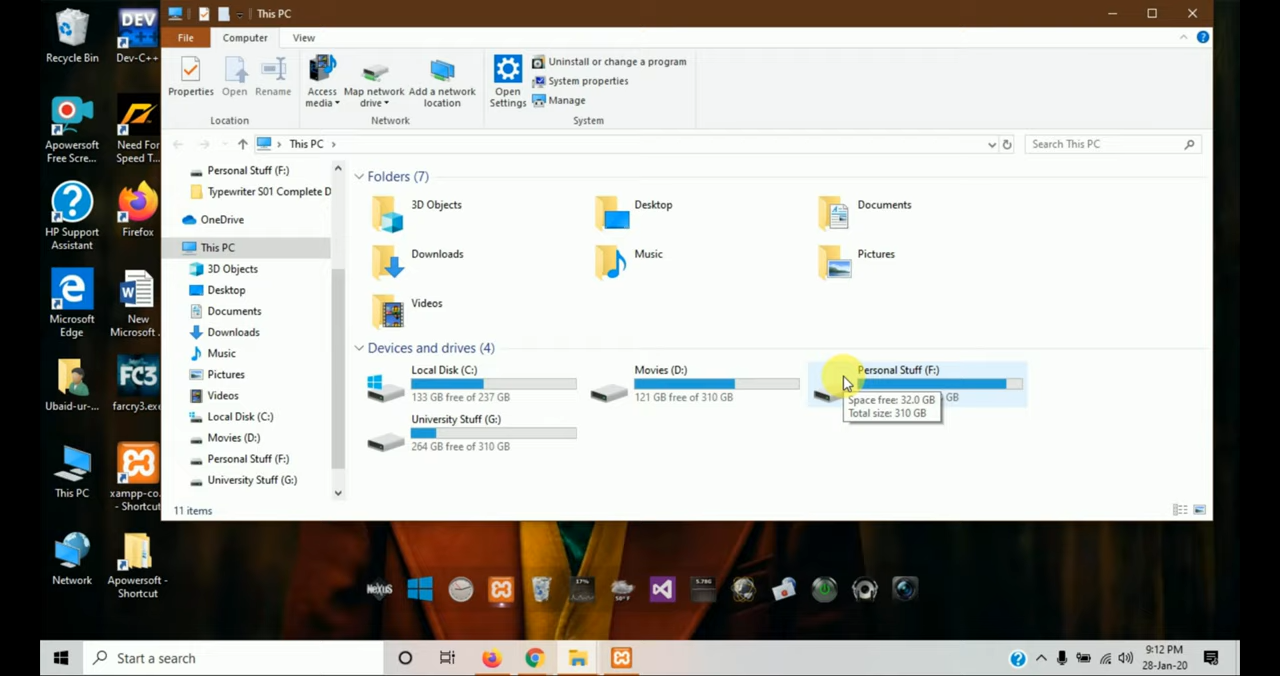 Recycle Bin
Dev-C++
Apowersoft
Free Scre...
Need For
Speed T...
HP Support
Assistant
Firefox
Microsoft
Edge
New
Microsoft .
Ubaid-ur-...
FC3
farcry3.exe
This PC
xampp-co.
- Shortcut
Network
Apowersoft -
Shortcut
This PC
File
Computer
View
Properties
Open
Rename
Location
Access
media
Map network
drive
Add a network
location
Network
Open
Settings
Uninstall or change a program
System properties
Manage
System
This PC
Search This PC
Personal Stuff (F:)
Typewriter S01 Complete D
OneDrive
This PC
3D Objects
Desktop
Documents
Downloads
Music
Pictures
Videos
Local Disk (C:)
Movies (D:)
Personal Stuff (F:)
University Stuff (G:)
Folders (7)
3D Objects
Desktop
Documents
Downloads
Music
Pictures
Videos
Devices and drives (4)
Local Disk (C:)
133 GB free of 237 GB
Movies (D:)
121 GB free of 310 GB
Personal Stuff (F:)
GB
Space free: 32.0 GB
Total size: 310 GB
University Stuff (G:)
264 GB free of 310 GB
11 items
NEXUS
17%
Start a search
9:12 PM
28-Jan-20